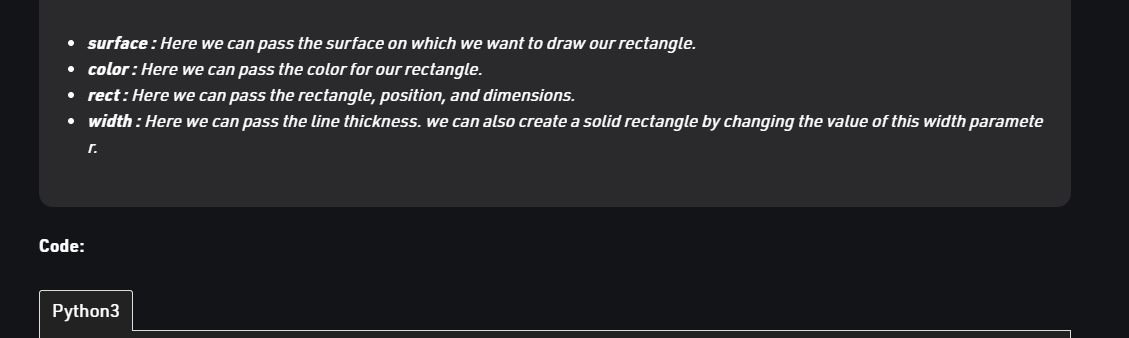 • surface : Here we can pass the surface on which we want to draw our rectangle.
• color : Here we can pass the color for our rectangle.
• rect : Here we can pass the rectangle, position, and dimensions.
• width : Here we can pass the line thickness. we can also create a solid rectangle by changing the value of this width paramete
r.
Code:
Python3